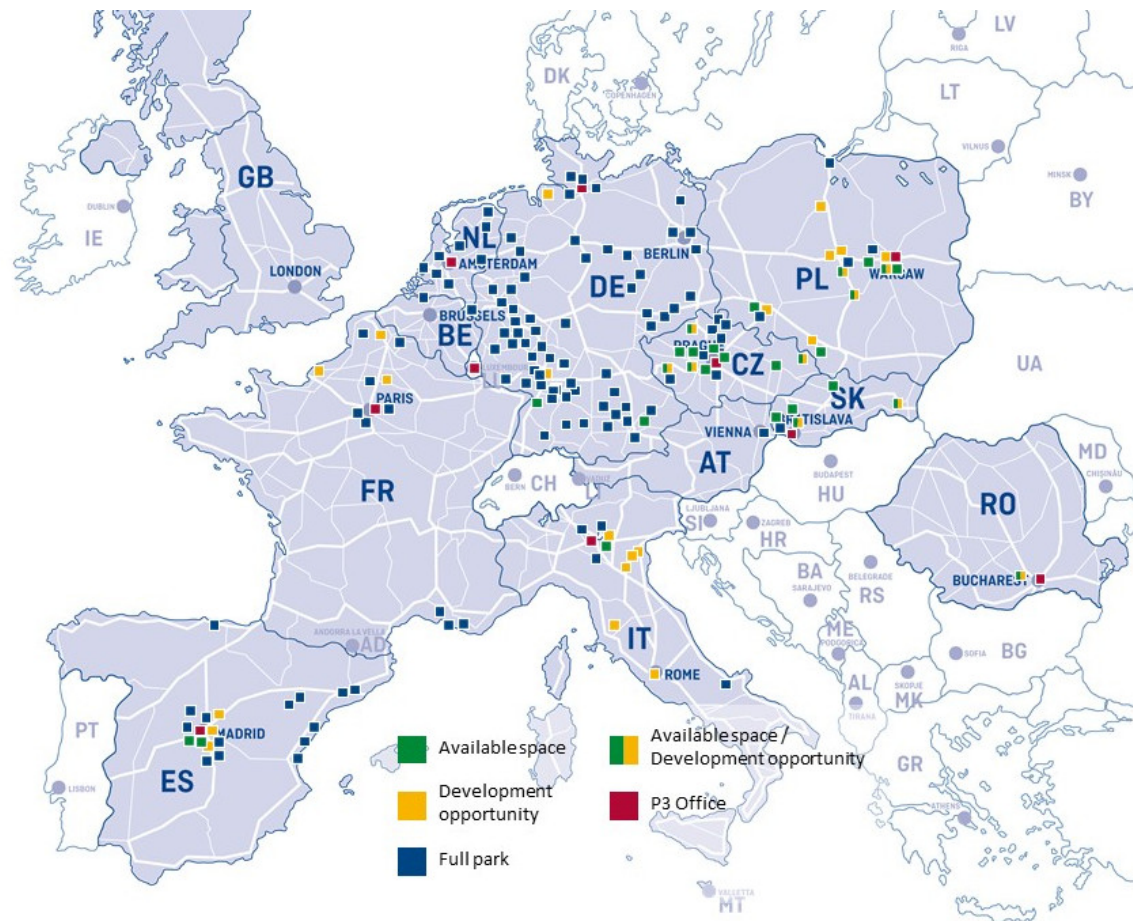 LV
RIGA
DK
COPENHAGEN
LT
VILNUS
GB
MINSK
BY
DUBLIN
IE
NL
AMSTERDAM
BERLIN
LONDON
DE
PL
WARSAW
BRUSSELS
BE
LUXEMBOURG
PRAGUE
CZ
UA
PARIS
SK
BRATISLAVA
VIENNA
AT
MD
CHIȘINĂU
FR
BERN
CH
VADUZ
LI
BUDAPEST
HU
RO
LJUBLJANA
SI
ZAGREB
HR
BUCHAREST
BELGRADE
RS
BA
SARAJEVO
ANDORRA LA VELLA
AD
IT
ME
PODGORICA
SOFIA
BG
ROME
SKOPJE
MK
AL
TIRANA
PT
MADRID
LISBON
ES
GR
ATHENS
Available space
Available space /
Development opportunity
Development
opportunity
P3 Office
Full park
VALLETTA
MT